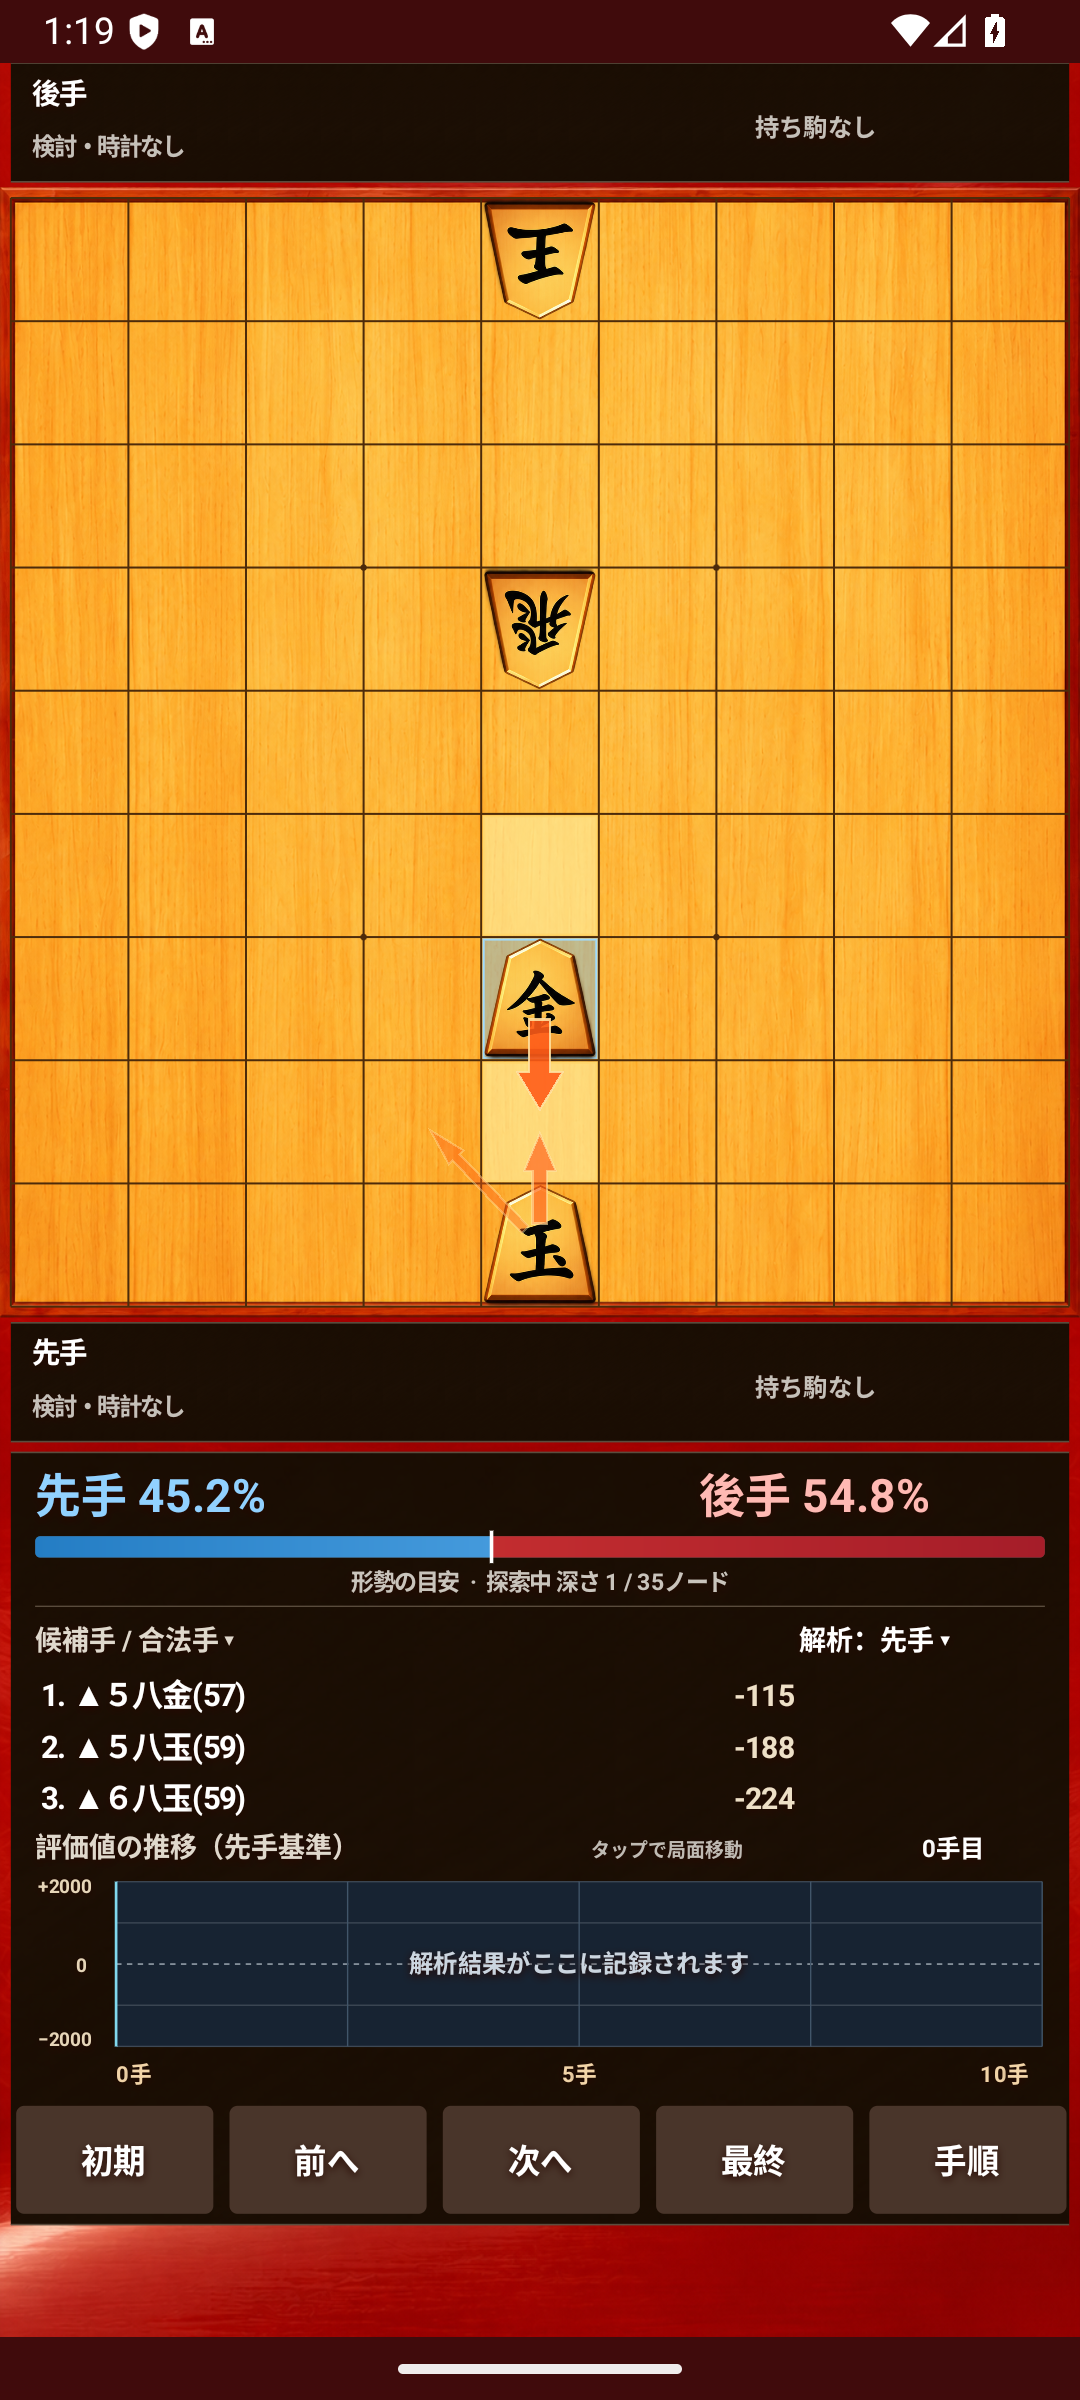 1:19
後手
検討・時計なし
持ち駒なし
王
飛
金
玉
先手
検討・時計なし
持ち駒なし
先手 45.2%
後手 54.8%
形勢の目安 · 探索中 深さ 1 / 35ノード
候補手 / 合法手 ▾
解析：先手 ▾
1. ▲５八金(57) -115
2. ▲５八玉(59) -188
3. ▲６八玉(59) -224
評価値の推移（先手基準） タップで局面移動 0手目
+2000
0
−2000
解析結果がここに記録されます
0手 5手 10手
初期 前へ 次へ 最終 手順